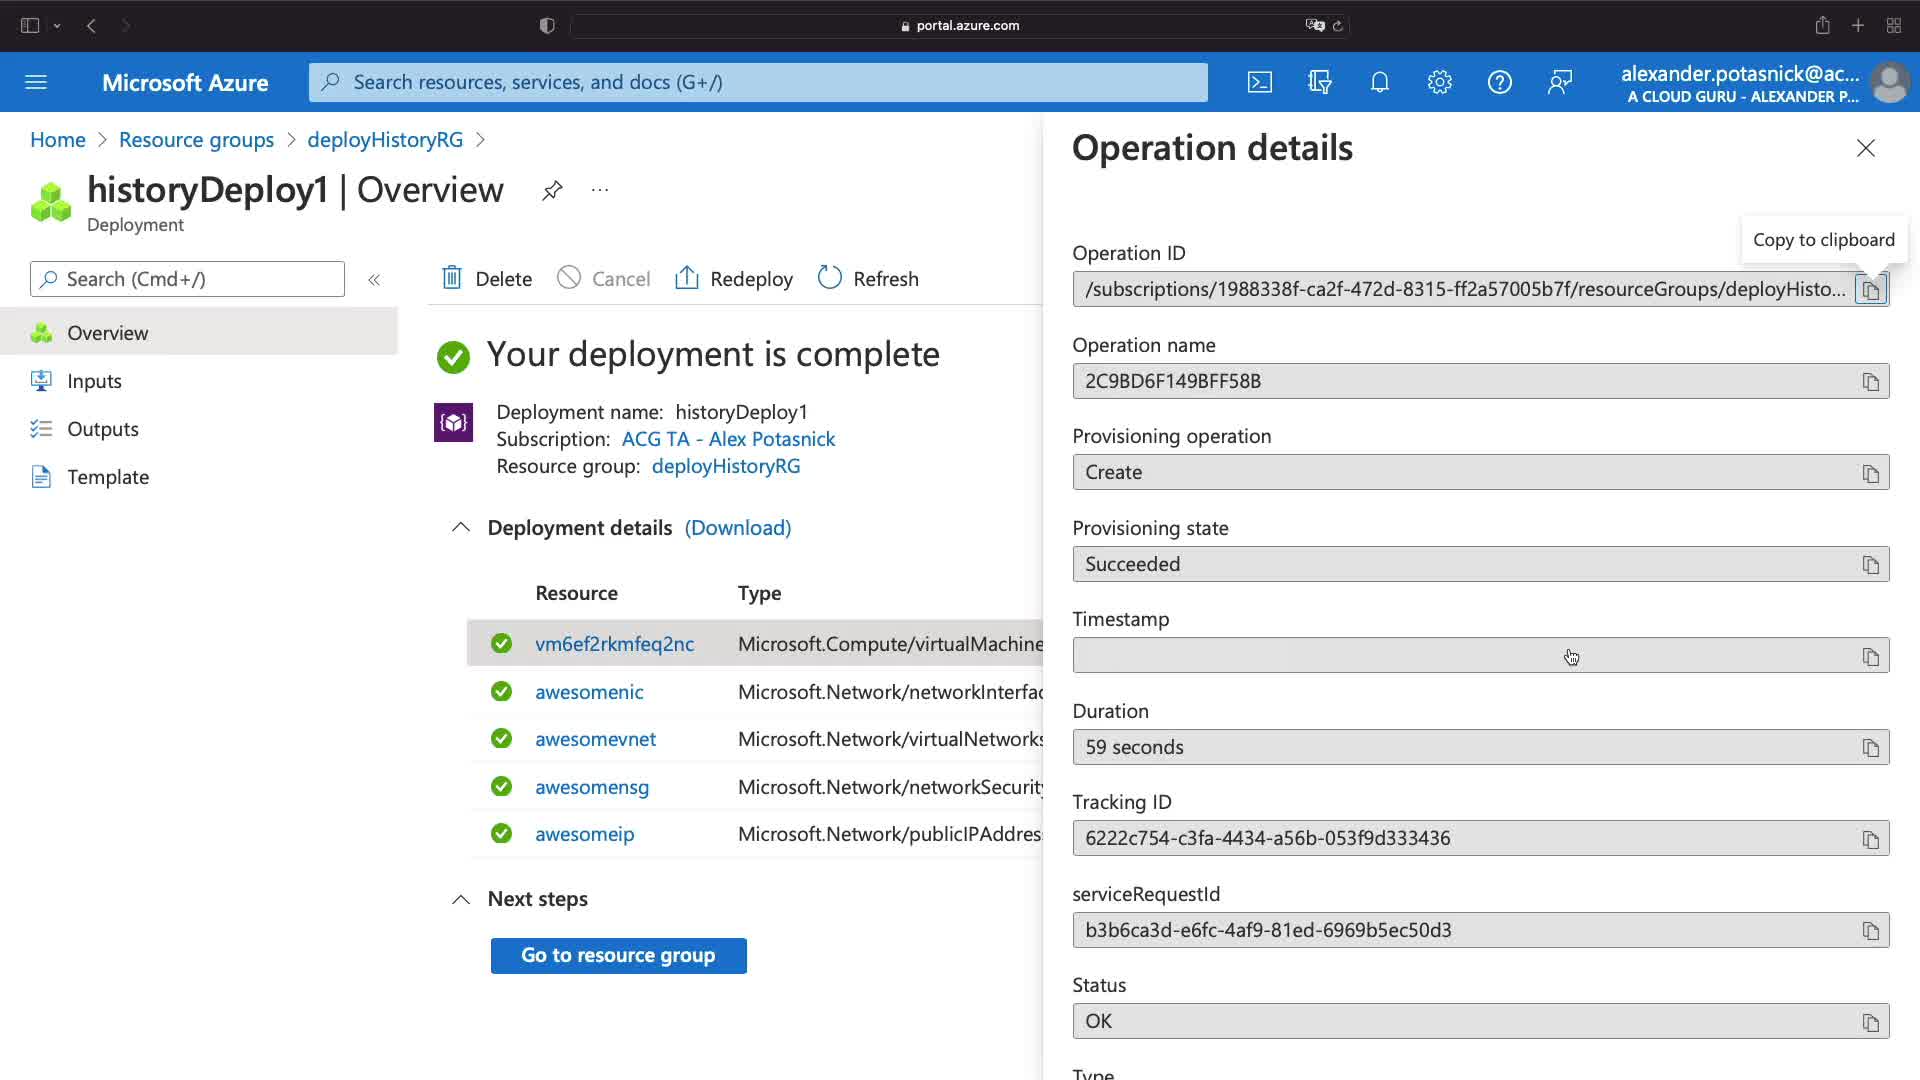 portal.azure.com
Microsoft Azure
Search resources, services, and docs (G+/)
alexander.potasnick@ac...
A CLOUD GURU - ALEXANDER P...
Home > Resource groups > deployHistoryRG >
historyDeploy1 | Overview
...
Deployment
Search (Cmd+/)
«
Overview
Inputs
Outputs
Template
Delete
Cancel
Redeploy
Refresh
Your deployment is complete
Deployment name: historyDeploy1
Subscription: ACG TA - Alex Potasnick
Resource group: deployHistoryRG
Deployment details (Download)
Resource Type
vm6ef2rkmfeq2nc Microsoft.Compute/virtualMachine
awesomenic Microsoft.Network/networkInterfac
awesomevnet Microsoft.Network/virtualNetworks
awesomensg Microsoft.Network/networkSecurity
awesomeip Microsoft.Network/publicIPAddres
Next steps
Go to resource group
Operation details
Copy to clipboard
Operation ID
/subscriptions/1988338f-ca2f-472d-8315-ff2a57005b7f/resourceGroups/deployHisto...
Operation name
2C9BD6F149BFF58B
Provisioning operation
Create
Provisioning state
Succeeded
Timestamp
Duration
59 seconds
Tracking ID
6222c754-c3fa-4434-a56b-053f9d333436
serviceRequestId
b3b6ca3d-e6fc-4af9-81ed-6969b5ec50d3
Status
OK
Type